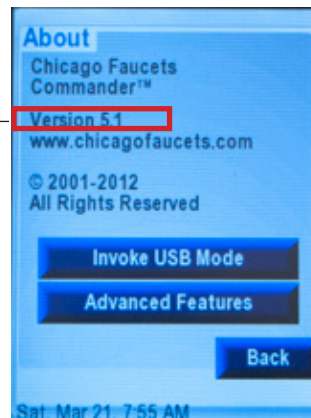 About
Chicago Faucets
Commander™
Version 5.1
www.chicagofaucets.com
© 2001-2012
All Rights Reserved
Invoke USB Mode
Advanced Features
Back
Sat Mar 21 7:55 AM